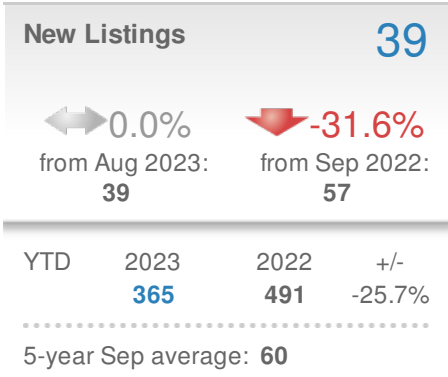 New Listings 39
0.0% -31.6%
from Aug 2023: from Sep 2022:
39 57
YTD 2023 2022 +/-
365 491 -25.7%
5-year Sep average: 60